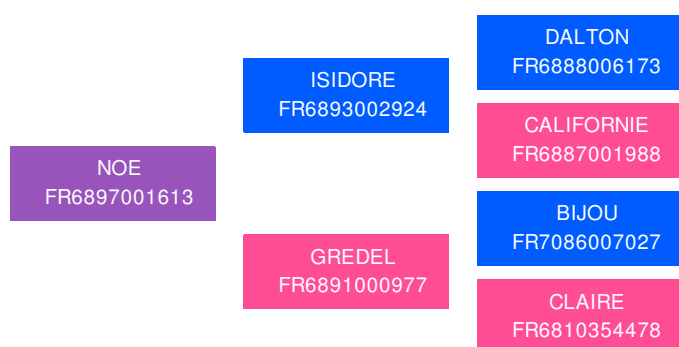 DALTON
FR6888006173
ISIDORE
FR6893002924
CALIFORNIE
FR6887001988
NOE
FR6897001613
BIJOU
FR7086007027
GREDEL
FR6891000977
CLAIRE
FR6810354478